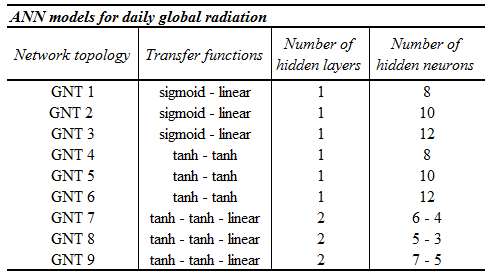 ANN models for daily global radiation
Network topology Transfer functions Number of hidden layers Number of hidden neurons
GNT 1 sigmoid - linear 1 8
GNT 2 sigmoid - linear 1 10
GNT 3 sigmoid - linear 1 12
GNT 4 tanh - tanh 1 8
GNT 5 tanh - tanh 1 10
GNT 6 tanh - tanh 1 12
GNT 7 tanh - tanh - linear 2 6 - 4
GNT 8 tanh - tanh - linear 2 5 - 3
GNT 9 tanh - tanh - linear 2 7 - 5